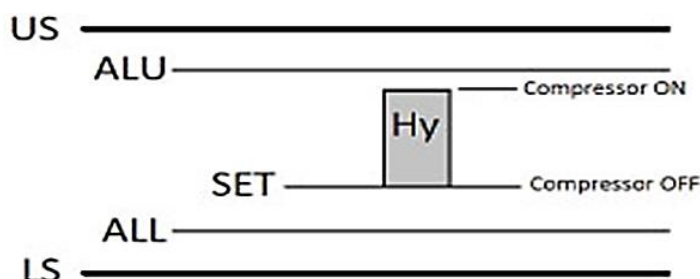 US
ALU
Compressor ON
Hy
SET
Compressor OFF
ALL
LS